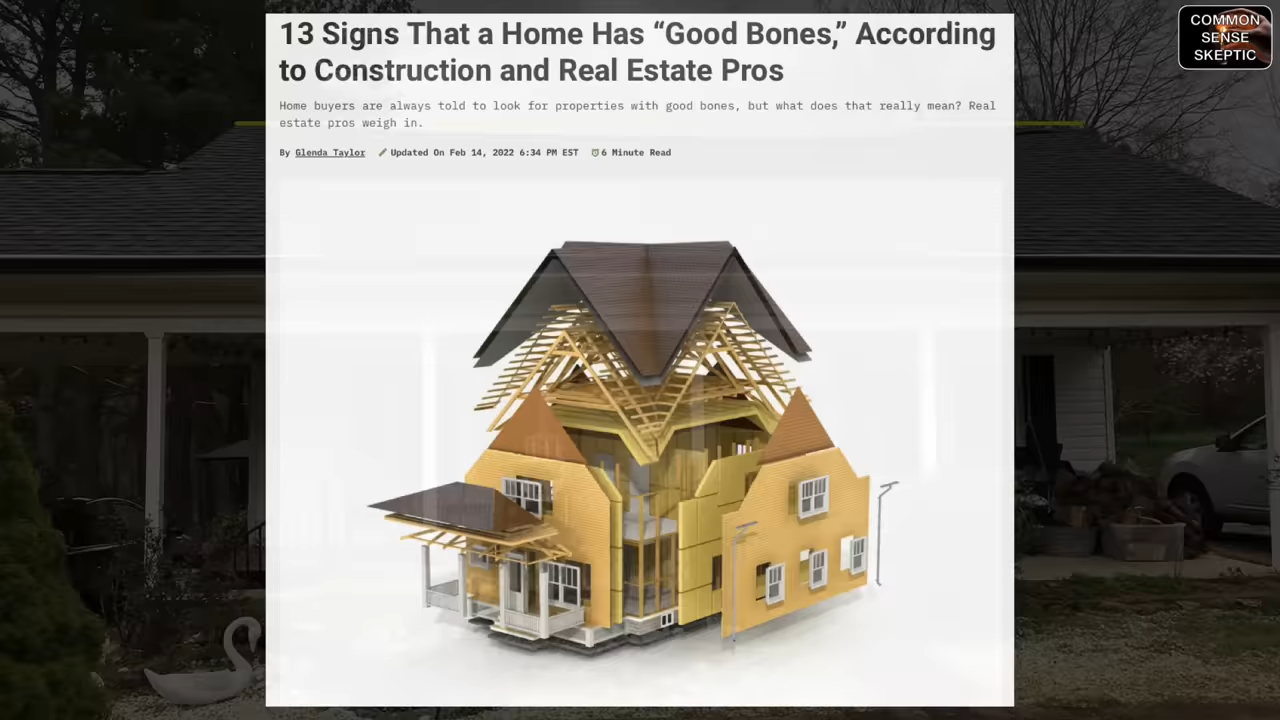 13 Signs That a Home Has “Good Bones,” According
to Construction and Real Estate Pros
Home buyers are always told to look for properties with good bones, but what does that really mean? Real
estate pros weigh in.
By Glenda Taylor Updated On Feb 14, 2022 6:34 PM EST 6 Minute Read
COMMON
SENSE
SKEPTIC